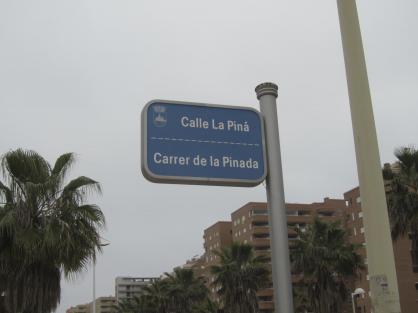 Calle La Piná
Carrer de la Pinada